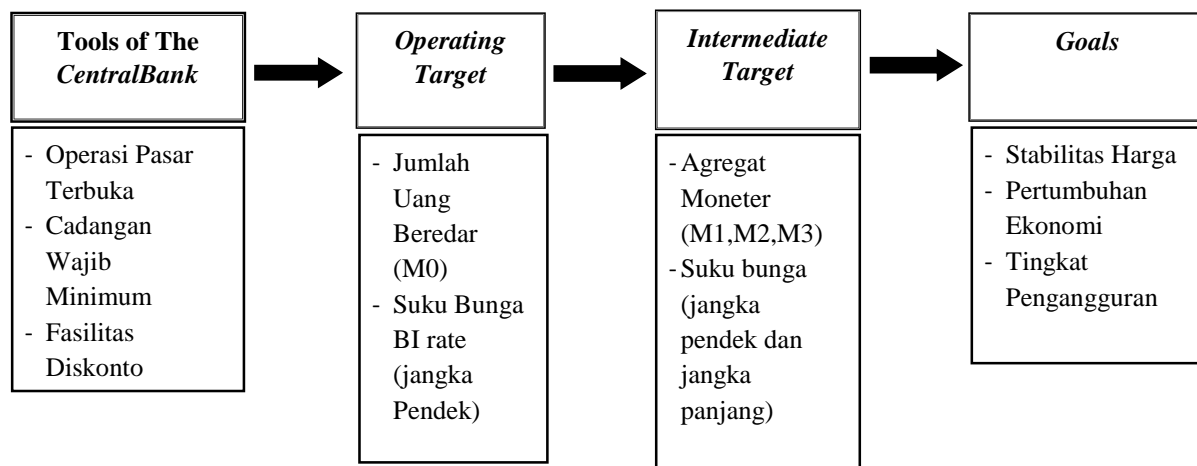 Tools of The
CentralBank
Operating
Target
Intermediate
Target
Goals
- Operasi Pasar
Terbuka
- Cadangan
Wajib
Minimum
- Fasilitas
Diskonto
- Jumlah
Uang
Beredar
(M0)
- Suku Bunga
BI rate
(jangka
Pendek)
- Agregat
Moneter
(M1,M2,M3)
- Suku bunga
(jangka
pendek dan
jangka
panjang)
- Stabilitas Harga
- Pertumbuhan
Ekonomi
- Tingkat
Pengangguran